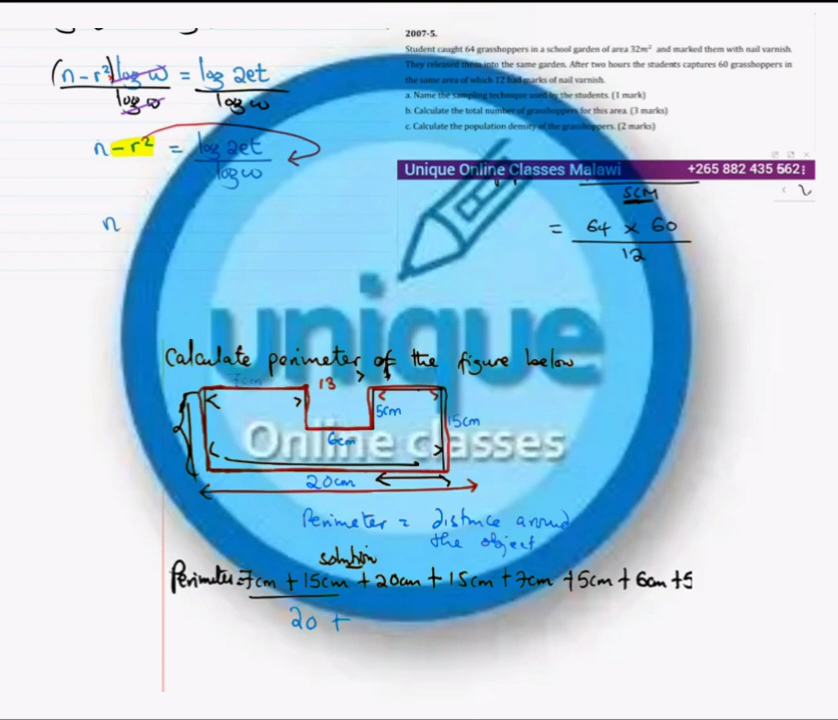 (n-r²) log w = log 2et
log w log w
n - r² = log 2et
log w
n
2007-5.
Student caught 64 grasshoppers in a school garden of area 32m² and marked them with nail varnish.
They released them into the same garden. After two hours the students captures 60 grasshoppers in
the same area of which 12 had marks of nail varnish.
a. Name the sampling technique used by the students. (1 mark)
b. Calculate the total number of grasshoppers for this area. (3 marks)
c. Calculate the population density of the grasshoppers. (2 marks)
Unique Online Classes Malawi +265 882 435 562
5CM
= 64 x 60
12
unique
Online classes
Calculate perimeter of the figure below
7cm 13
5cm
15cm
6cm
20cm
Perimeter = distance around
the object
solution
Perimeter=7cm + 15cm + 20cm + 15cm + 7cm + 5cm + 6cm + 5
20 +